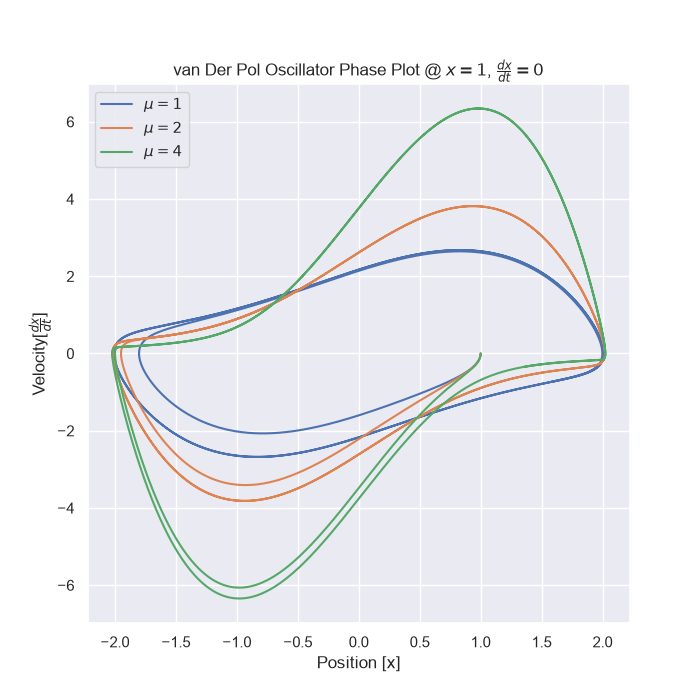 van Der Pol Oscillator Phase Plot @ x = 1, dx/dt = 0
μ = 1
μ = 2
μ = 4
6
4
2
0
−2
−4
−6
Velocity[dx/dt]
−2.0 −1.5 −1.0 −0.5 0.0 0.5 1.0 1.5 2.0
Position [x]